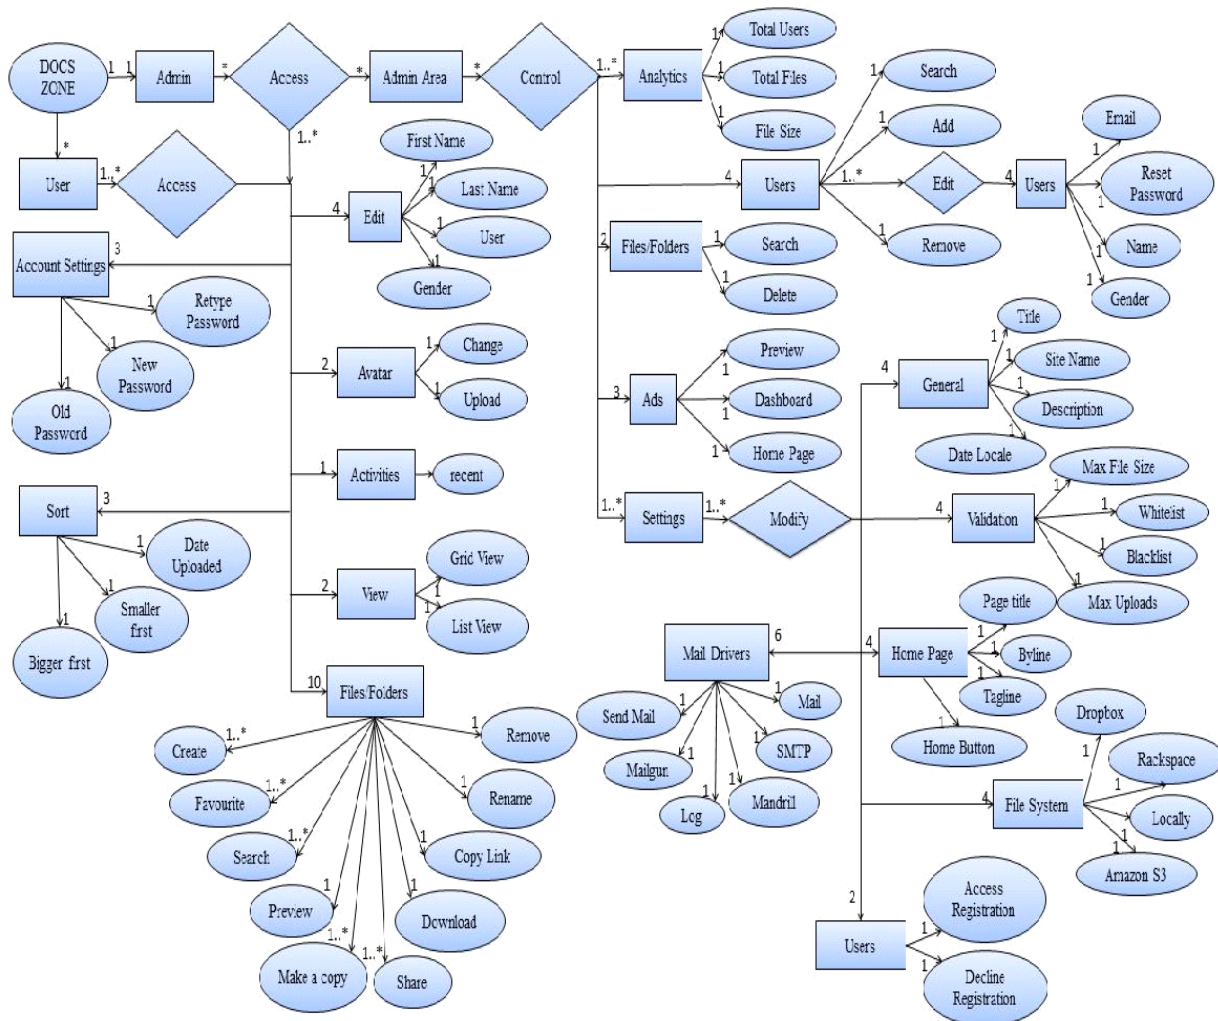 DOCS
ZONE
1
1
Admin
*
Access
*
Admin Area
*
Control
1..*
Analytics
1
Total Users
1
Total Files
1
File Size
1..*
*
User
1..*
Access
4
Edit
First Name
1
Last Name
1
User
1
Gender
1
4
Users
1
Search
1
Add
1..*
Edit
1
Remove
4
Users
Email
1
Reset
Password
1
Name
1
Gender
1
2
Files/Folders
1
Search
1
Delete
Account Settings
3
1
Retype
Password
1
New
Password
1
Old
Password
2
Avatar
1
Change
1
Upload
3
Ads
Preview
1
Dashboard
1
Home Page
1
4
General
Title
1
Site Name
1
Description
1
Date Locale
1
1
Activities
recent
1..*
Settings
1..*
Modify
4
Validation
Max File Size
1
Whitelist
1
Blacklist
1
Max Uploads
1
Sort
3
1
Date
Uploaded
1
Smaller
first
1
Bigger first
2
View
Grid View
1
List View
1
Mail Drivers
6
Send Mail
1
Mail
1
Mailgun
1
SMTP
1
Log
1
Mandrill
1
4
Home Page
Page title
1
Byline
1
Tagline
1
Home Button
1
10
Files/Folders
Create
1..*
Remove
1
Favourite
1..*
Rename
1
Search
1..*
Copy Link
1
Preview
1
Download
1
Make a copy
1..*
Share
1..*
4
File System
Dropbox
1
Rackspace
1
Locally
1
Amazon S3
1
2
Users
Access
Registration
1
Decline
Registration
1